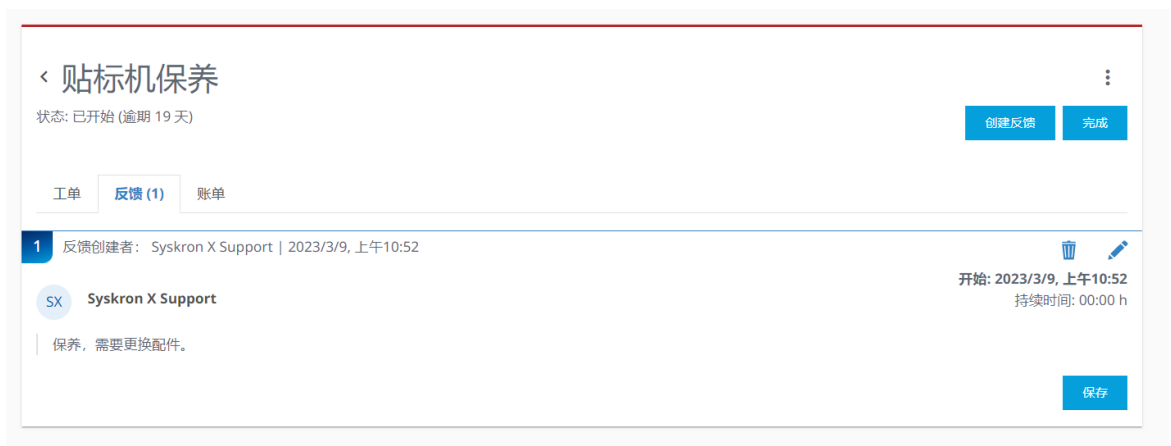 贴标机保养
状态: 已开始 (逾期 19 天)
创建反馈 完成
工单 反馈 (1) 账单
1 反馈创建者： Syskron X Support | 2023/3/9, 上午10:52
开始: 2023/3/9, 上午10:52
SX Syskron X Support
持续时间: 00:00 h
保养，需要更换配件。
保存